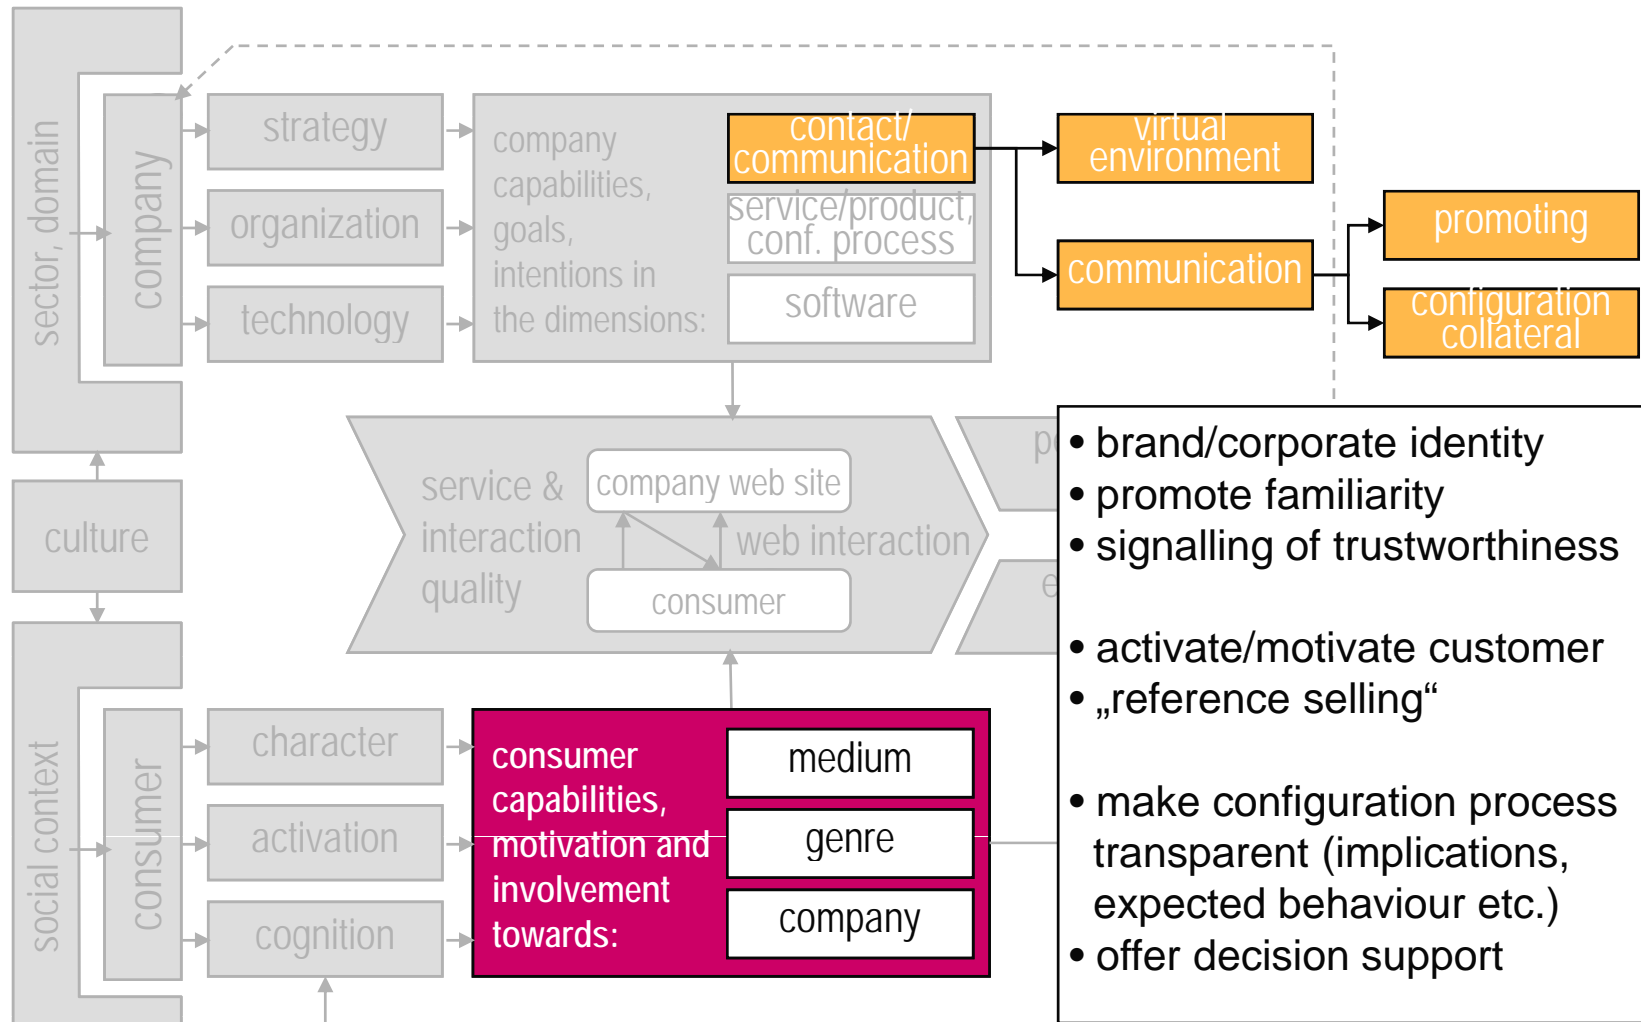 sector, domain
company
strategy
organization
technology
company
capabilities,
goals,
intentions in
the dimensions:
contact/
communication
service/product,
conf. process
software
virtual
environment
communication
promoting
configuration
collateral
culture
service &
interaction
quality
company web site
web interaction
consumer
• brand/corporate identity
• promote familiarity
• signalling of trustworthiness
• activate/motivate customer
• „reference selling“
• make configuration process
transparent (implications,
expected behaviour etc.)
• offer decision support
social context
consumer
character
activation
cognition
consumer
capabilities,
motivation and
involvement
towards:
medium
genre
company